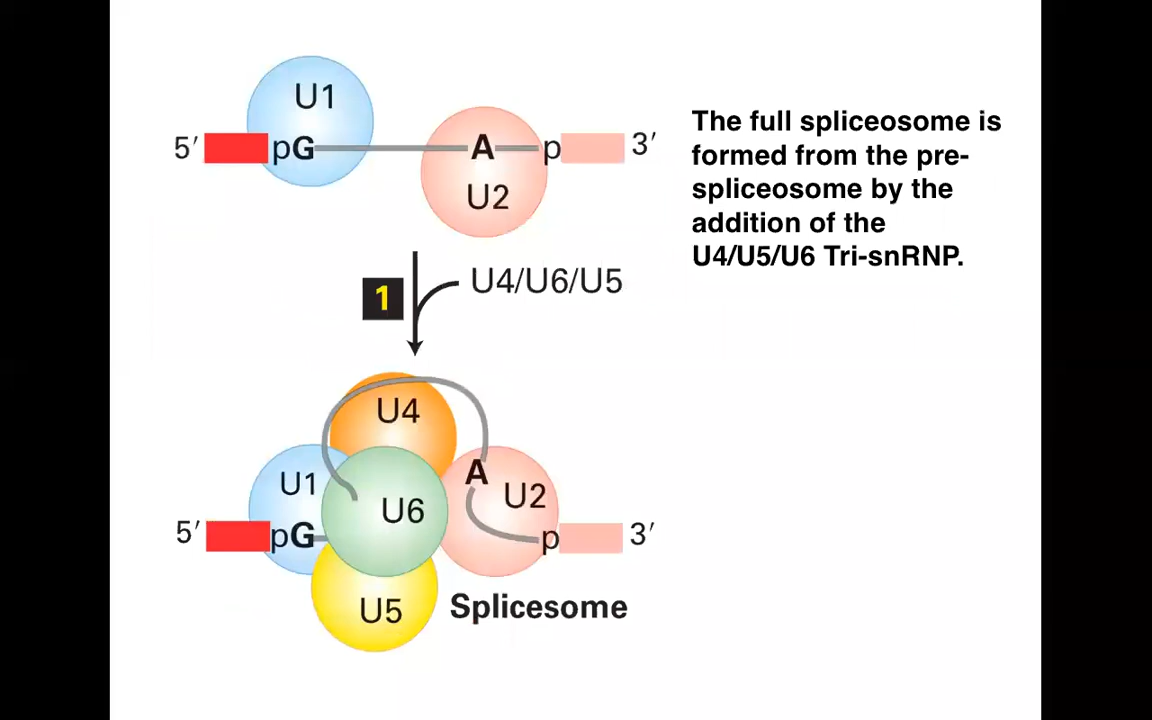 U1
5′ pG A p 3′
U2
The full spliceosome is
formed from the pre-
spliceosome by the
addition of the
U4/U5/U6 Tri-snRNP.
1 U4/U6/U5
U4
U1 A U2
U6
5′ pG p 3′
U5 Splicesome